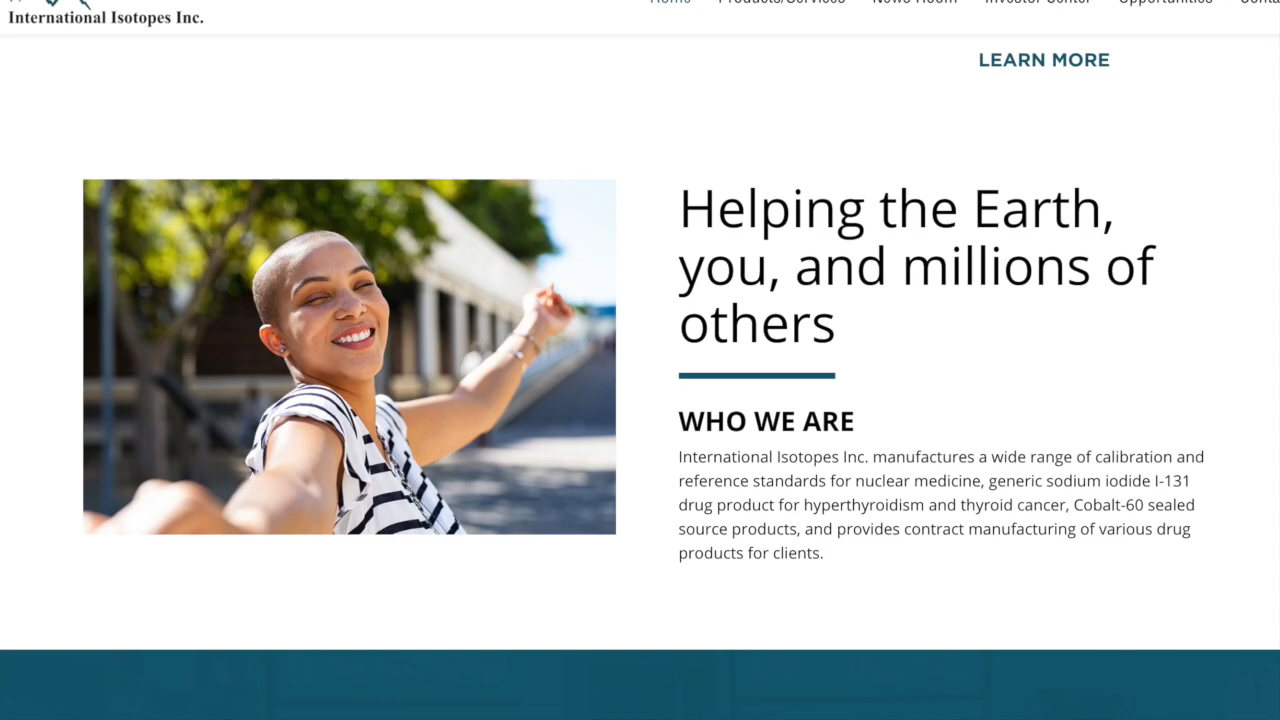 International Isotopes Inc.
Home Products/Services News Room Investor Center Opportunities
LEARN MORE
Helping the Earth,
you, and millions of
others
WHO WE ARE
International Isotopes Inc. manufactures a wide range of calibration and
reference standards for nuclear medicine, generic sodium iodide I-131
drug product for hyperthyroidism and thyroid cancer, Cobalt-60 sealed
source products, and provides contract manufacturing of various drug
products for clients.